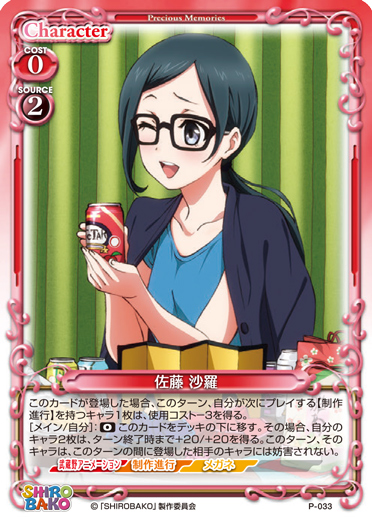 Precious Memories
Character
COST
0
SOURCE
2
佐藤 沙羅
このカードが登場した場合、このターン、自分が次にプレイする【制作
進行】を持つキャラ1枚は、使用コスト－3を得る。
[メイン/自分]：このカードをデッキの下に移す。その場合、自分の
キャラ2枚は、ターン終了時まで+20/+20を得る。このターン、その
キャラは、このターンの間に登場した相手のキャラには妨害されない。
武蔵野アニメーション 制作進行 メガネ
SHIRO
BAKO
©「SHIROBAKO」製作委員会 P-033